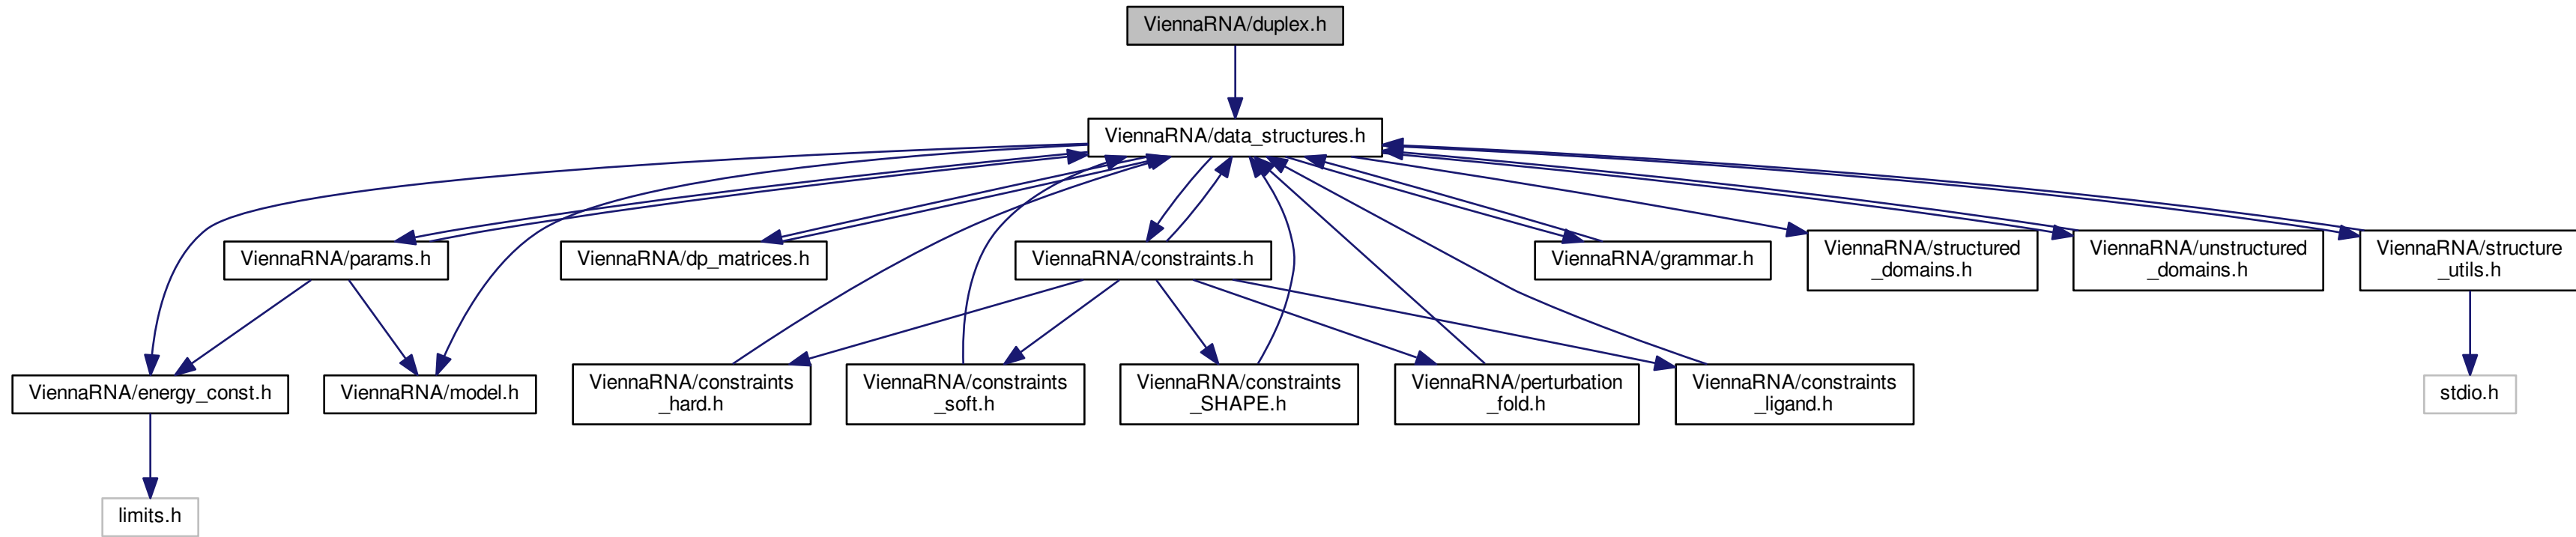 ViennaRNA/duplex.h
ViennaRNA/data_structures.h
ViennaRNA/params.h
ViennaRNA/dp_matrices.h
ViennaRNA/constraints.h
ViennaRNA/grammar.h
ViennaRNA/structured
_domains.h
ViennaRNA/unstructured
_domains.h
ViennaRNA/structure
_utils.h
ViennaRNA/energy_const.h
ViennaRNA/model.h
ViennaRNA/constraints
_hard.h
ViennaRNA/constraints
_soft.h
ViennaRNA/constraints
_SHAPE.h
ViennaRNA/perturbation
_fold.h
ViennaRNA/constraints
_ligand.h
stdio.h
limits.h